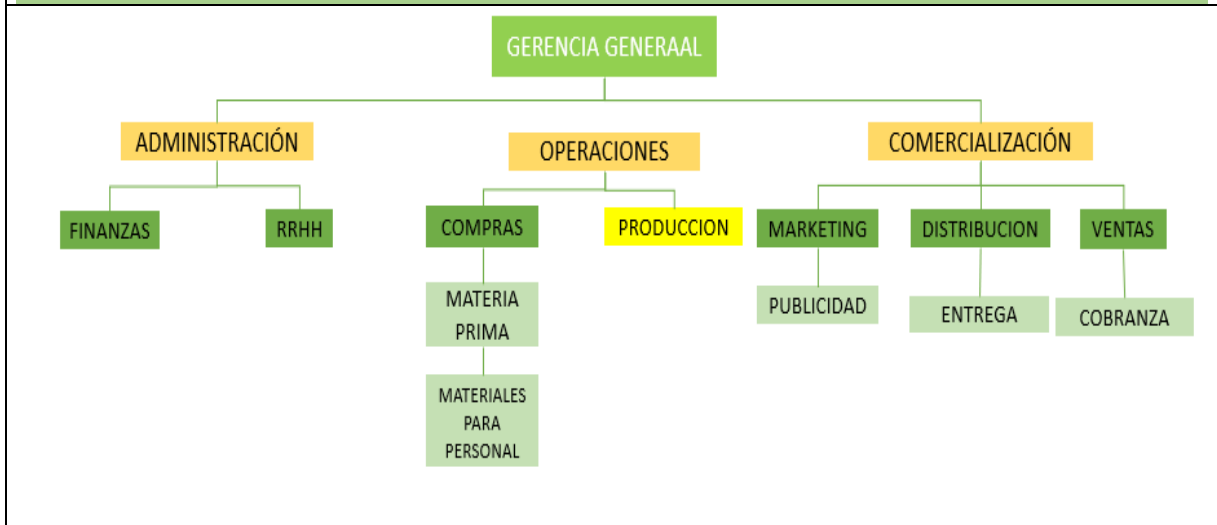 GERENCIA GENERAAL
ADMINISTRACIÓN
OPERACIONES
COMERCIALIZACIÓN
FINANZAS
RRHH
COMPRAS
PRODUCCION
MARKETING
DISTRIBUCION
VENTAS
MATERIA
PRIMA
PUBLICIDAD
ENTREGA
COBRANZA
MATERIALES
PARA
PERSONAL